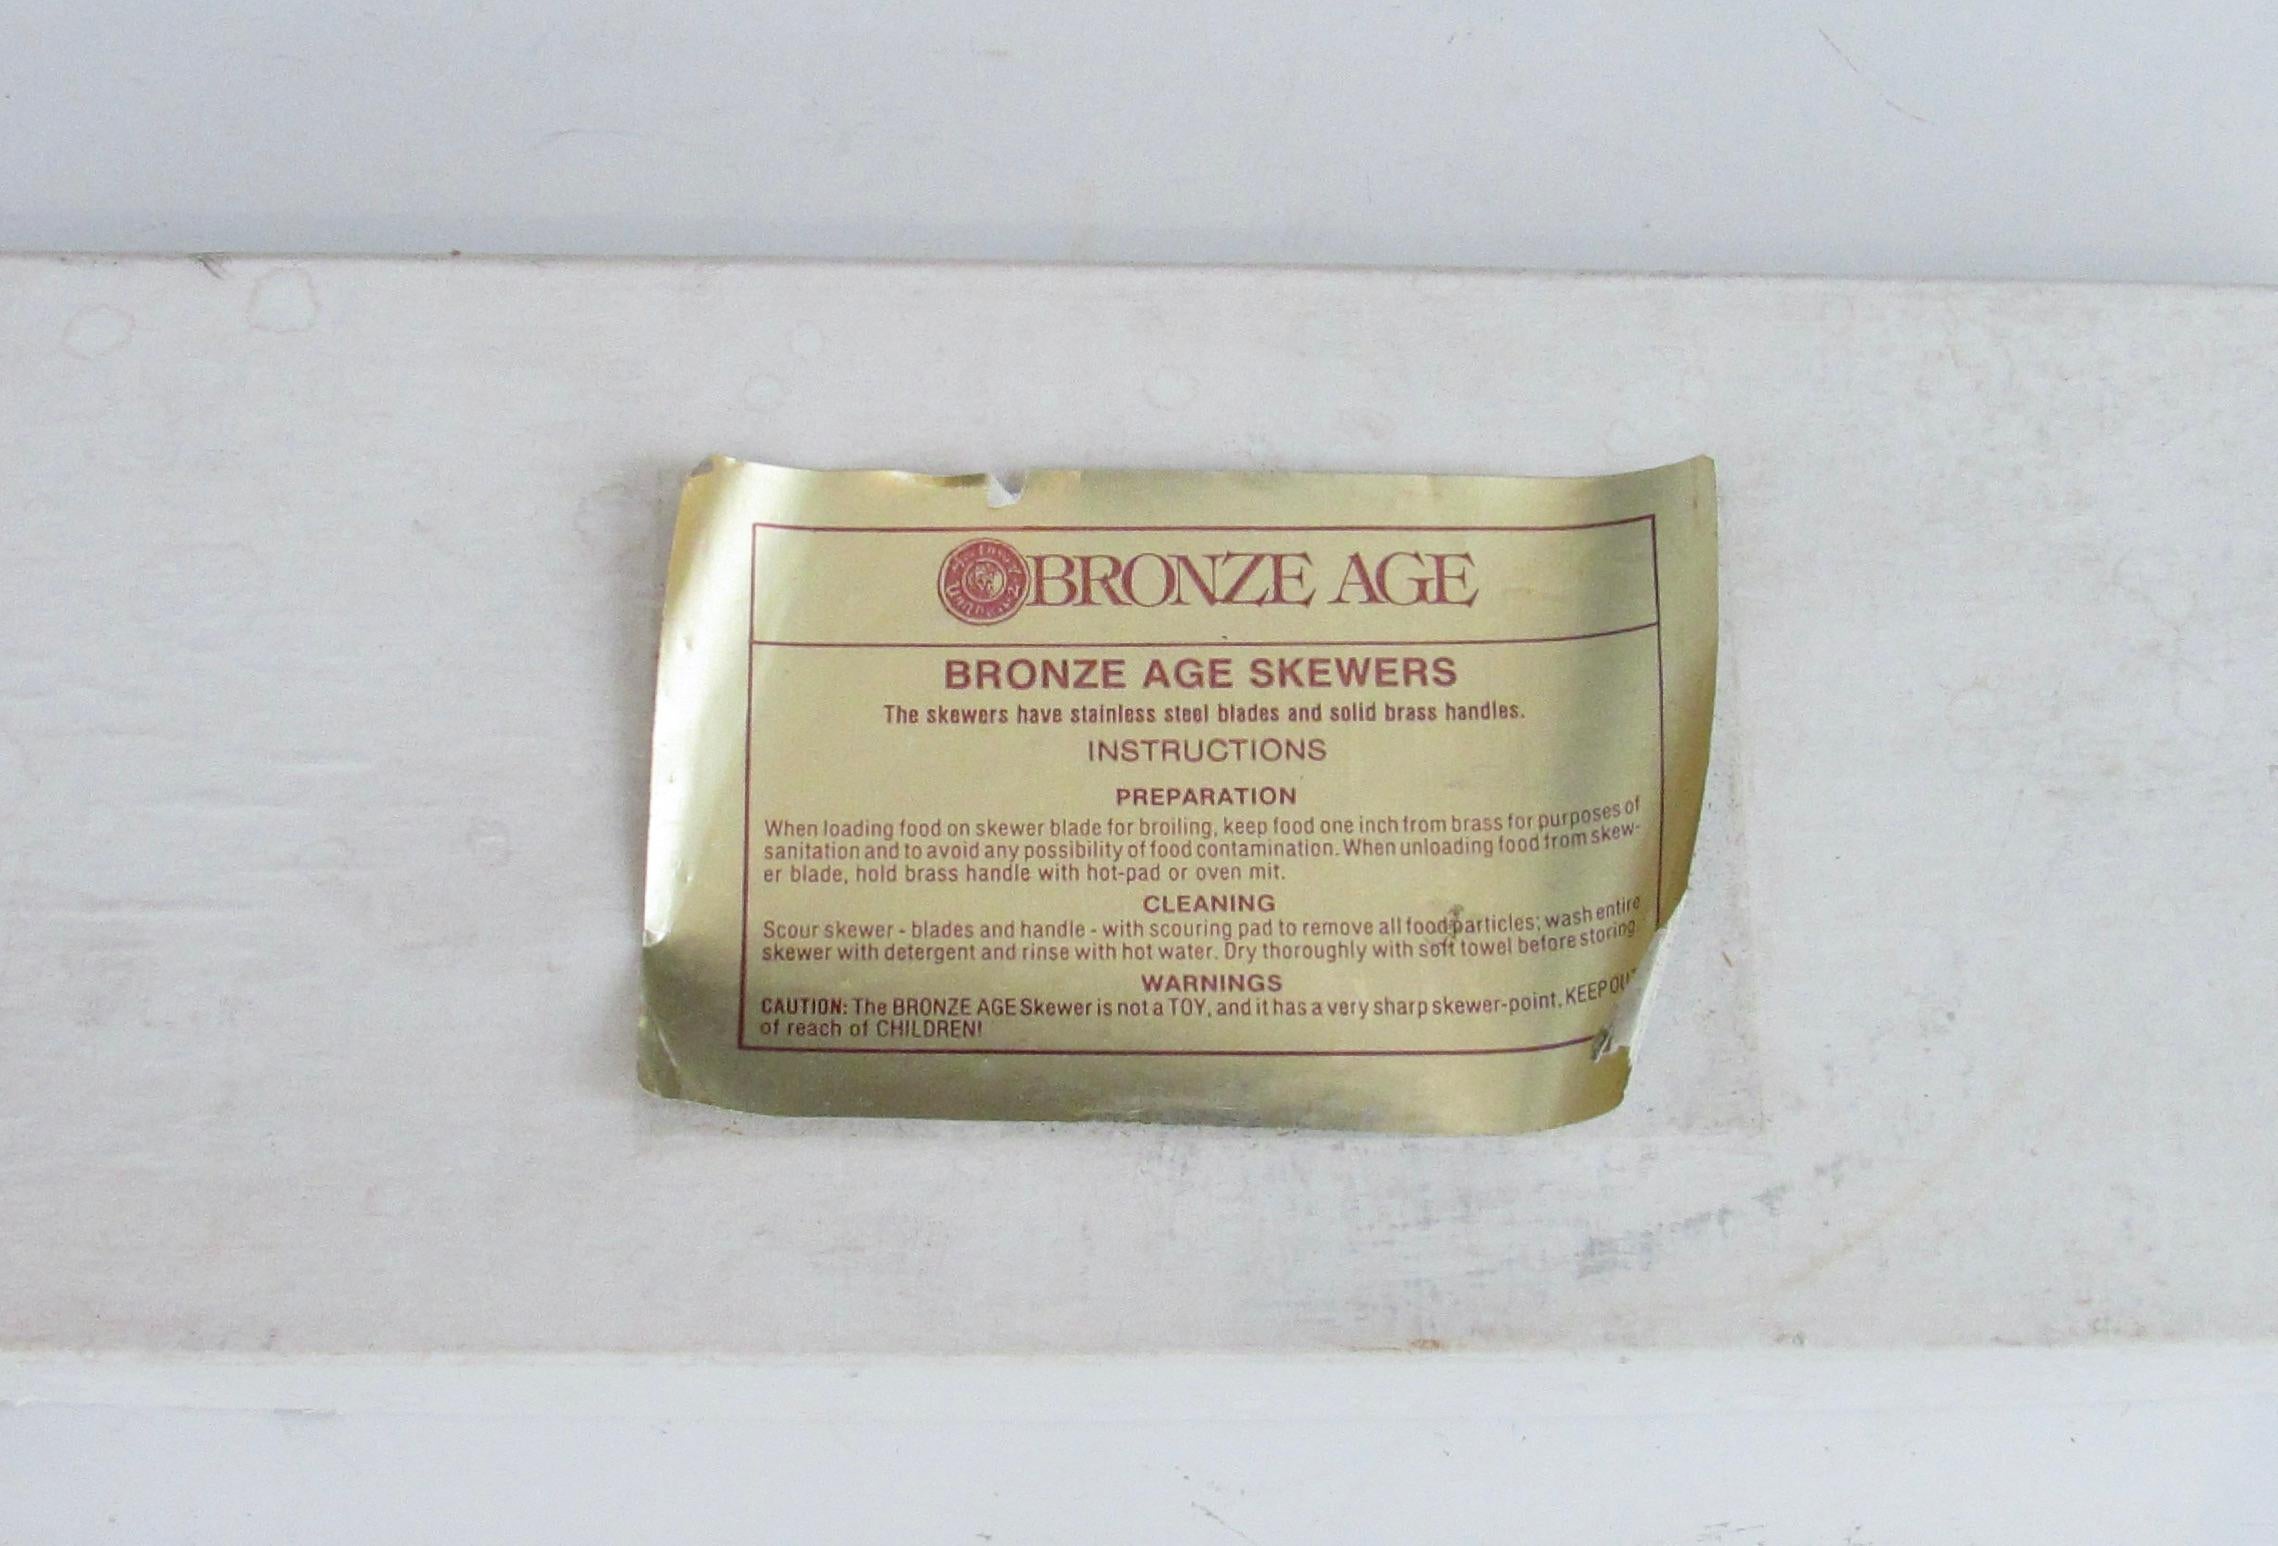 BRONZE AGE
BRONZE AGE SKEWERS
The skewers have stainless steel blades and solid brass handles.
INSTRUCTIONS
PREPARATION
When loading food on skewer blade for broiling, keep food one inch from brass for purposes of
sanitation and to avoid any possibility of food contamination. When unloading food from skew-
er blade, hold brass handle with hot-pad or oven mit.
CLEANING
Scour skewer - blades and handle - with scouring pad to remove all food particles; wash entire
skewer with detergent and rinse with hot water. Dry thoroughly with soft towel before storing.
WARNINGS
CAUTION: The BRONZE AGE Skewer is not a TOY, and it has a very sharp skewer-point. KEEP OUT
of reach of CHILDREN!